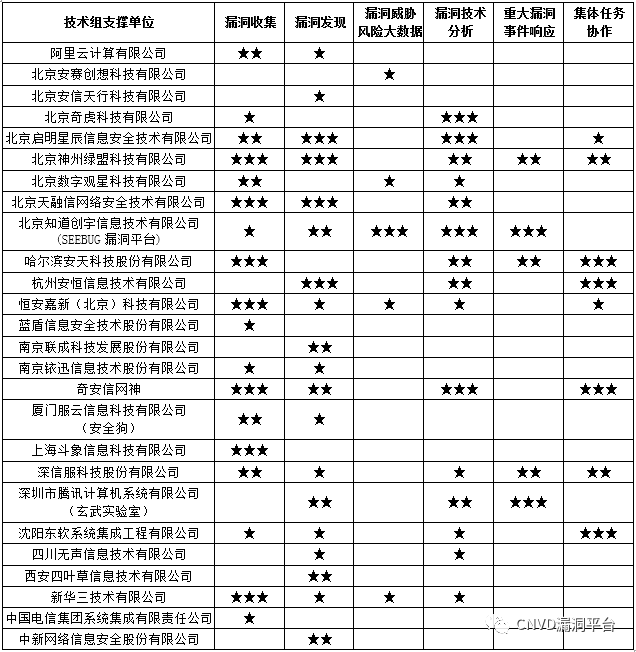 技术组支撑单位 漏洞收集 漏洞发现 漏洞威胁 漏洞技术 重大漏洞 集体任务
风险大数据 分析 事件响应 协作
阿里云计算有限公司 ★★ ★
北京安赛创想科技有限公司 ★
北京安信天行科技有限公司 ★
北京奇虎科技有限公司 ★ ★★★
北京启明星辰信息安全技术有限公司 ★★ ★★★ ★★★ ★
北京神州绿盟科技有限公司 ★★★ ★★★ ★★ ★★ ★★
北京数字观星科技有限公司 ★★ ★ ★
北京天融信网络安全技术有限公司 ★★★ ★★★ ★★
北京知道创宇信息技术有限公司
(SEEBUG 漏洞平台) ★ ★★ ★★★ ★★★ ★★★
哈尔滨安天科技股份有限公司 ★★★ ★★ ★★ ★★★
杭州安恒信息技术有限公司 ★★★ ★★ ★★★
恒安嘉新（北京）科技有限公司 ★★★ ★ ★ ★ ★
蓝盾信息安全技术股份有限公司 ★
南京联成科技发展股份有限公司 ★★
南京铱迅信息技术股份有限公司 ★ ★
奇安信网神 ★★★ ★★ ★★★ ★★★
厦门服云信息科技有限公司
（安全狗） ★★ ★
上海斗象信息科技有限公司 ★★★
深信服科技股份有限公司 ★★ ★ ★ ★★ ★★
深圳市腾讯计算机系统有限公司
（玄武实验室） ★★ ★★ ★★★
沈阳东软系统集成工程有限公司 ★ ★ ★ ★★★
四川无声信息技术有限公司 ★ ★
西安四叶草信息技术有限公司 ★★
新华三技术有限公司 ★★★ ★ ★ ★
中国电信集团系统集成有限责任公司 ★
中新网络信息安全股份有限公司 ★★
CNVD漏洞平台